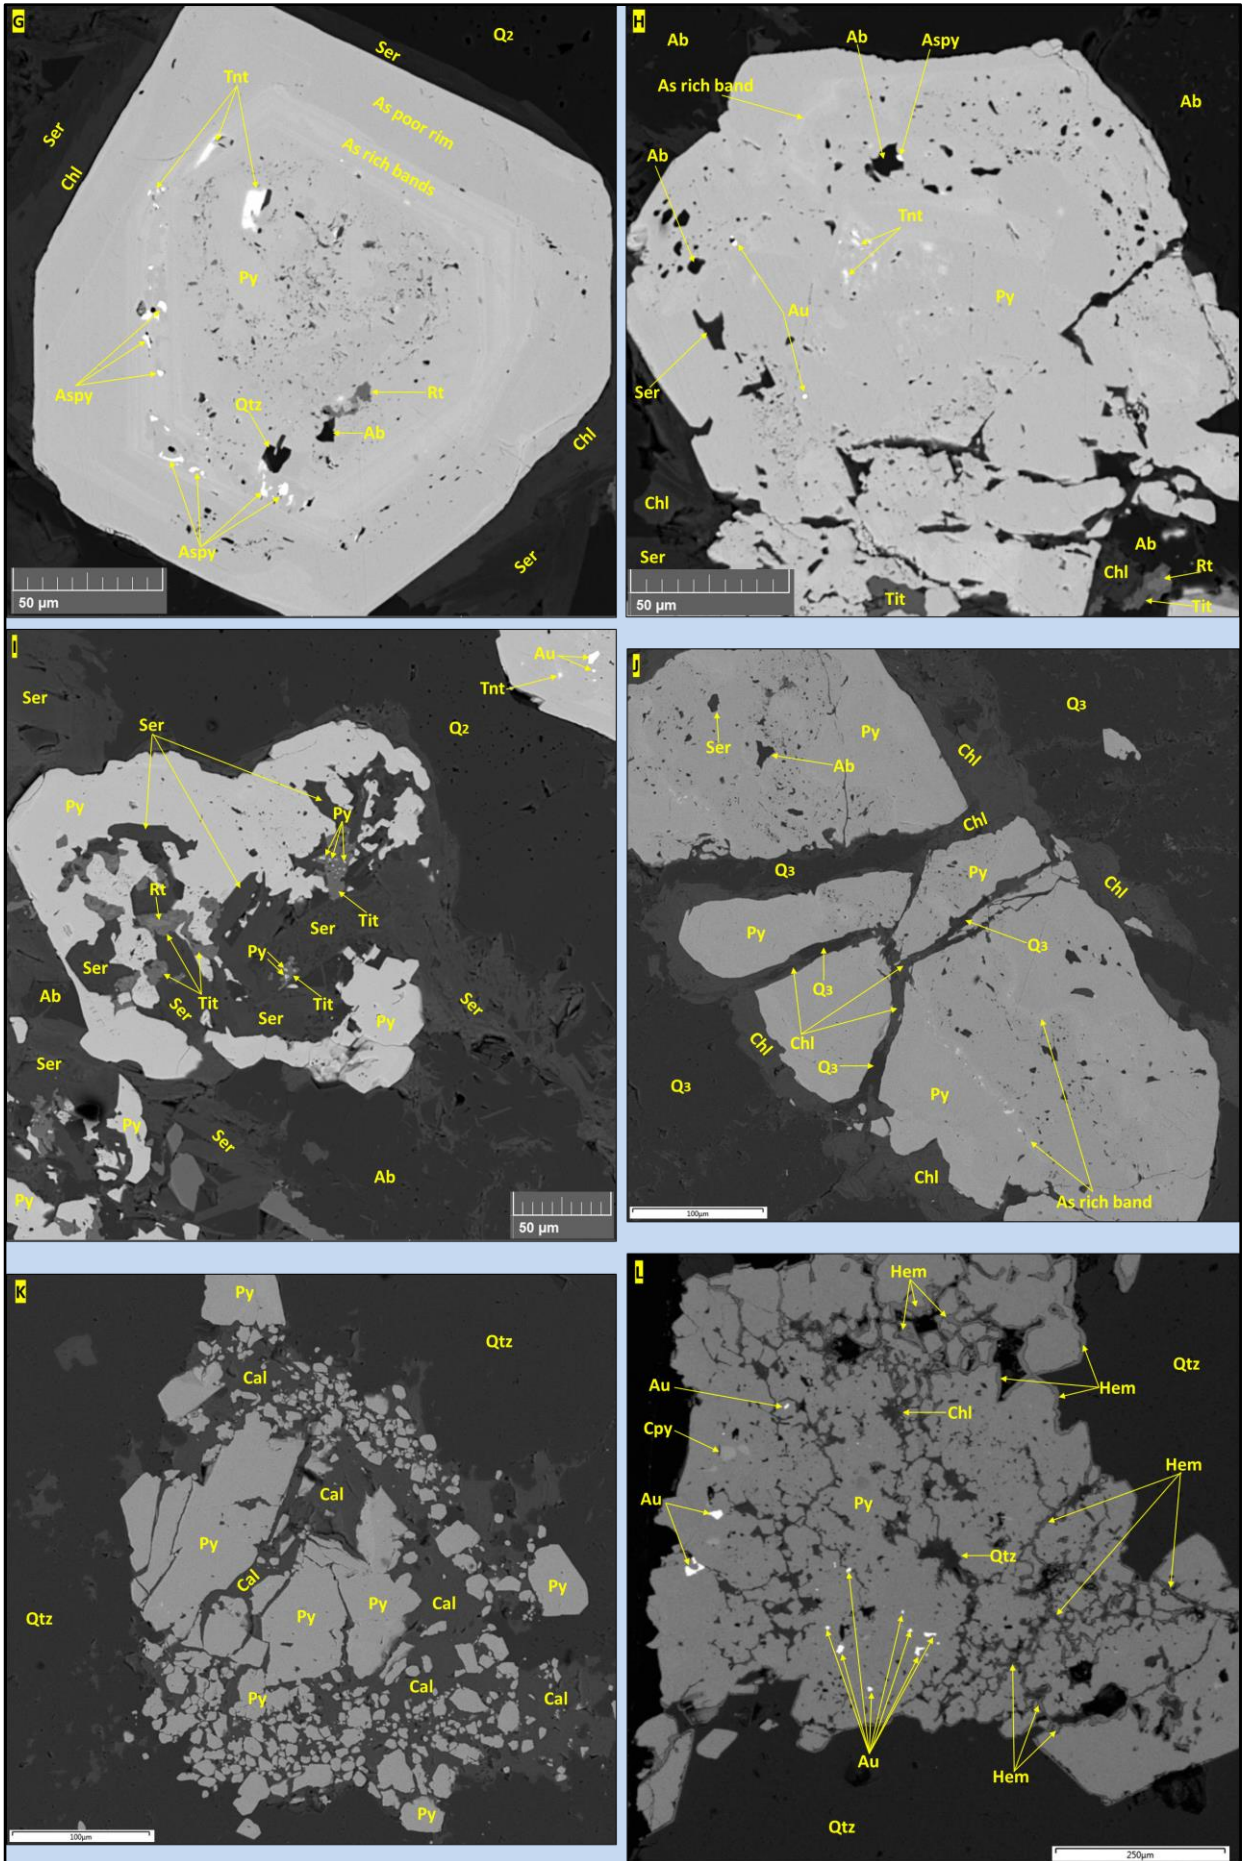 G
Ser
Q2
Tnt
As poor rim
As rich bands
Ser
Chl
Py
Aspy
Rt
Qtz
Ab
Chl
Aspy
Ser
50 µm
H
Ab
Ab
Aspy
As rich band
Ab
Ab
Tnt
Au
Py
Ser
Chl
Ab
Ser
Chl
Rt
Tit
Tit
50 µm
I
Au
Tnt
Ser
Ser
Q2
Py
Py
Rt
Tit
Ser
Py
Ser
Tit
Ser
Tit
Ab
Ser
Py
Ser
Ser
Py
Ser
Ab
Py
50 µm
J
Q3
Py
Ser
Chl
Ab
Chl
Q3
Py
Chl
Py
Q3
Q3
Chl
Chl
Q3
Q3
Py
Chl
As rich band
100µm
K
Py
Qtz
Cal
Cal
Py
Cal
Py
Py
Cal
Py
Qtz
Py
Cal
Cal
Py
100µm
L
Hem
Qtz
Au
Hem
Chl
Cpy
Hem
Au
Py
Qtz
Au
Hem
Qtz
250µm